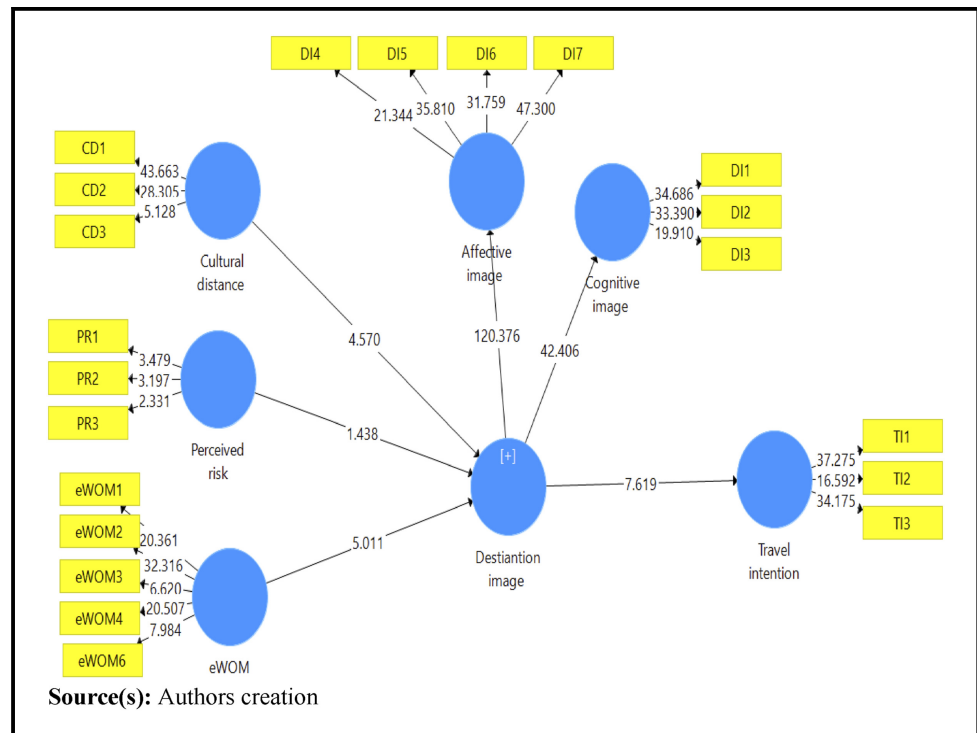 DI4
DI5
DI6
DI7
21.344
35.810
31.759
47.300
CD1
CD2
CD3
43.663
28.305
5.128
Cultural
distance
Affective
image
DI1
DI2
DI3
34.686
33.390
19.910
Cognitive
image
4.570
120.376
42.406
PR1
PR2
PR3
3.479
3.197
2.331
Perceived
risk
1.438
eWOM1
eWOM2
eWOM3
eWOM4
eWOM6
20.361
32.316
6.620
20.507
7.984
eWOM
5.011
[+]
Destiantion
image
7.619
TI1
TI2
TI3
37.275
16.592
34.175
Travel
intention
Source(s): Authors creation